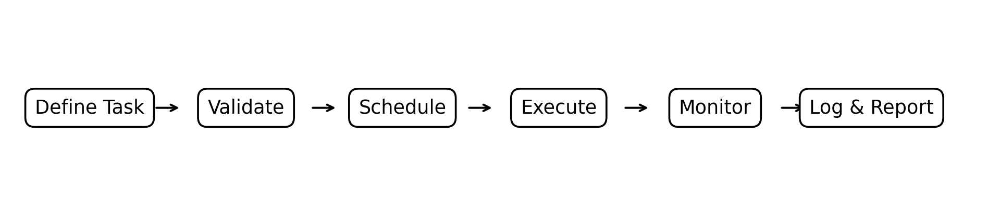 Define Task
Validate
Schedule
Execute
Monitor
Log & Report